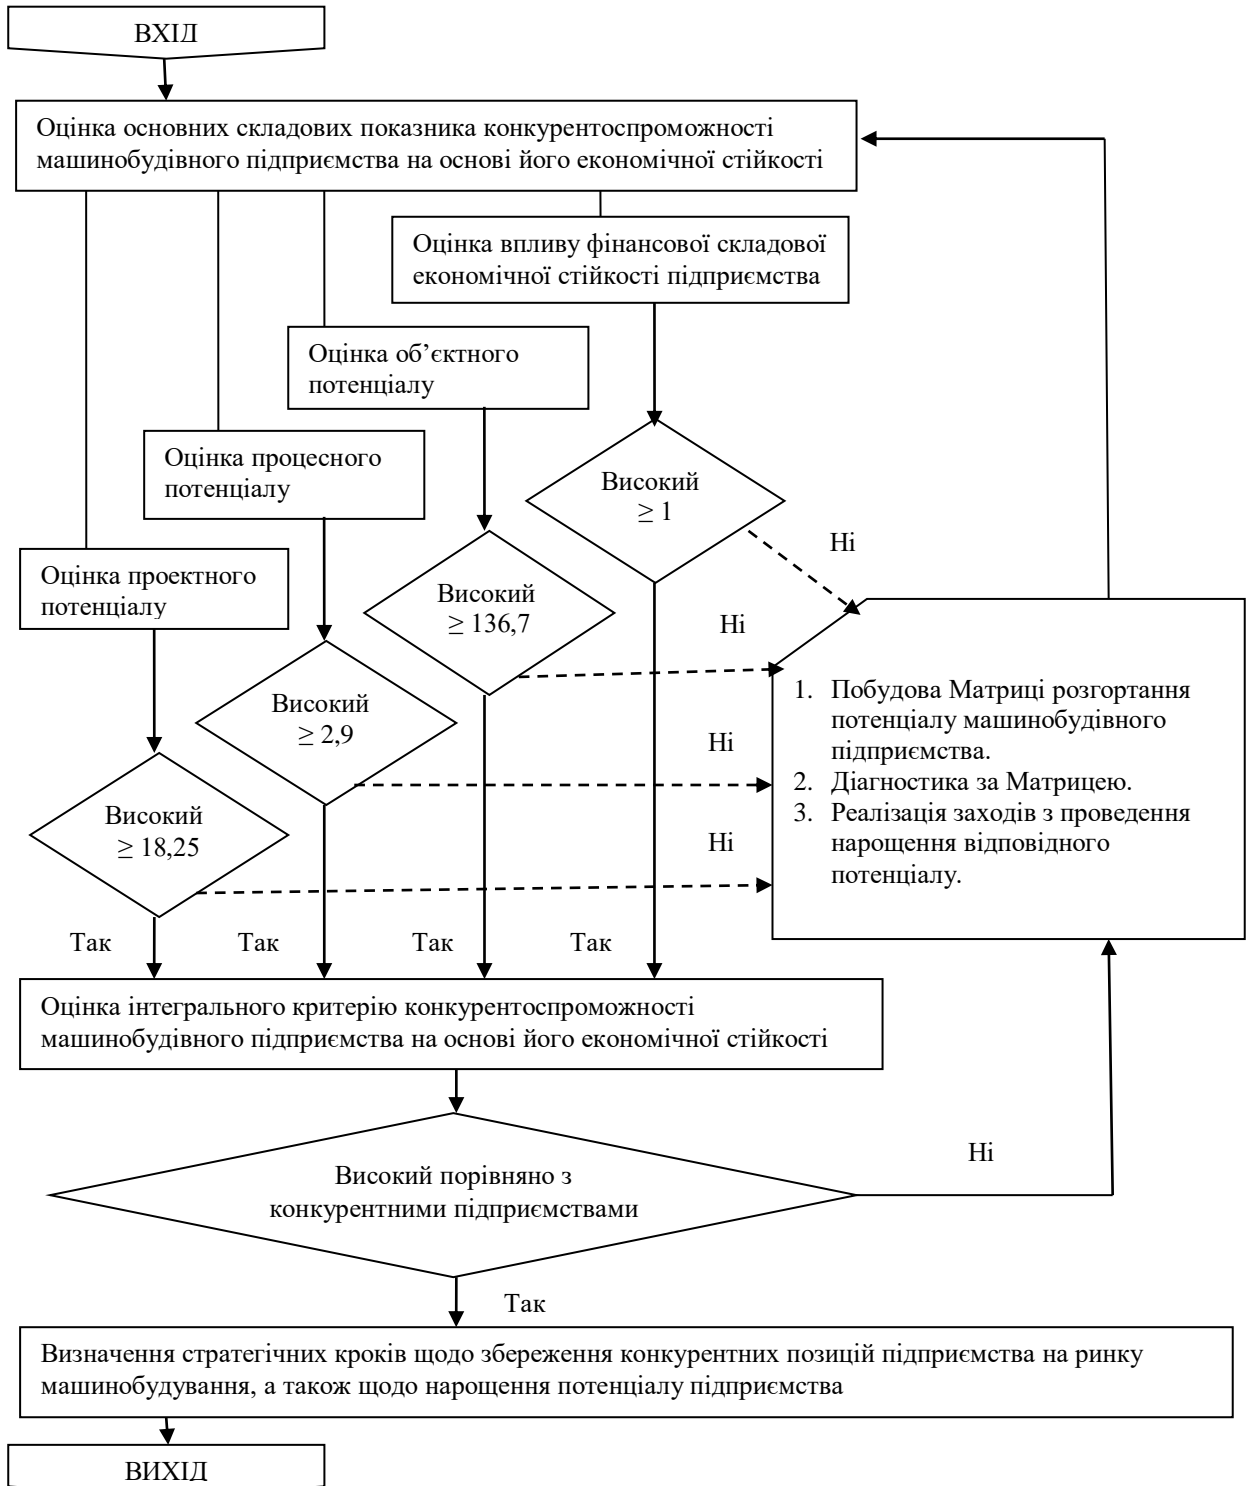 ВХІД
Оцінка основних складових показника конкурентоспроможності
машинобудівного підприємства на основі його економічної стійкості
Оцінка впливу фінансової складової
економічної стійкості підприємства
Оцінка об’єктного
потенціалу
Оцінка процесного
потенціалу
Оцінка проектного
потенціалу
Високий
≥ 1
Ні
Високий
≥ 136,7
Ні
Високий
≥ 2,9
Ні
Високий
≥ 18,25
Ні
1. Побудова Матриці розгортання
потенціалу машинобудівного
підприємства.
2. Діагностика за Матрицею.
3. Реалізація заходів з проведення
нарощення відповідного
потенціалу.
Так
Так
Так
Так
Оцінка інтегрального критерію конкурентоспроможності
машинобудівного підприємства на основі його економічної стійкості
Високий порівняно з
конкурентними підприємствами
Ні
Так
Визначення стратегічних кроків щодо збереження конкурентних позицій підприємства на ринку
машинобудування, а також щодо нарощення потенціалу підприємства
ВИХІД